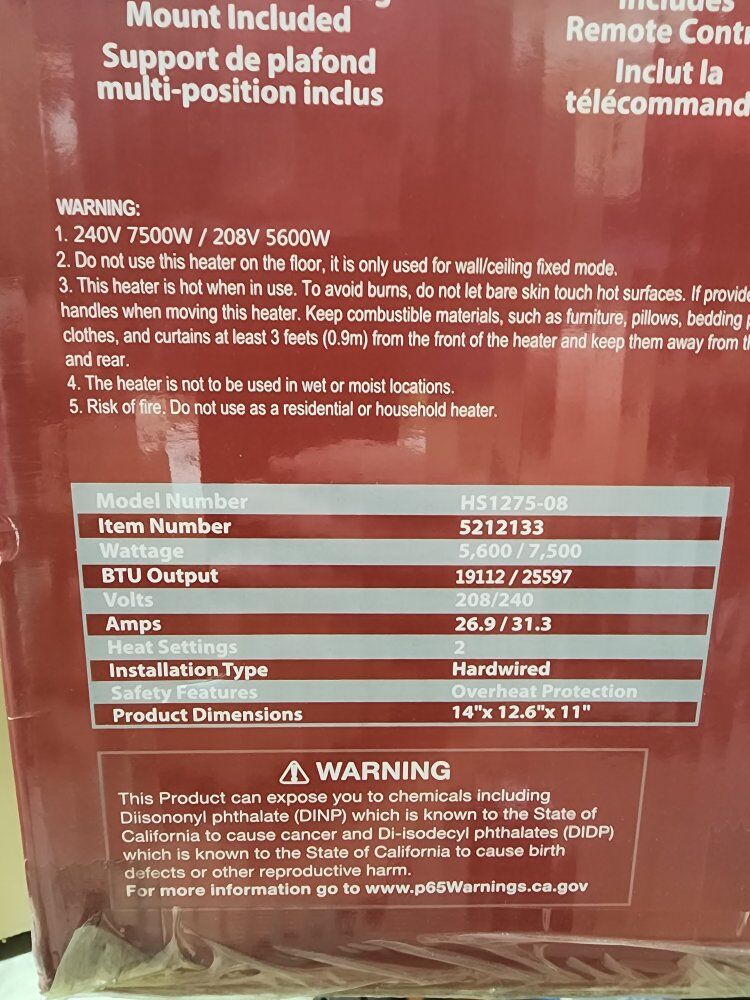 Mount Included
Support de plafond
multi-position inclus
Includes
Remote
Inclut la
WARNING:
1. 240V 7500W / 208V 5600W
2. Do not use this heater on the floor, it is only used for wall/ceiling fixed mode.
3. This heater is hot when in use. To avoid burns, do not let bare skin touch hot surfaces. If
handles when moving this heater. Keep combustible materials, such as furniture, pillows, bedding
clothes, and curtains at least 3 feets (0.9m) from the front of the heater and keep them away from
and rear.
4. The heater is not to be used in wet or moist locations.
5. Risk of fire. Do not use as a residential or household heater.
Model Number HS1275-08
Item Number 5212133
Wattage 5,600 / 7,500
BTU Output 19112 / 25597
Volts 208/240
Amps 26.9 / 31.3
Heat Settings 2
Installation Type Hardwired
Safety Features Overheat Protection
Product Dimensions 14"x 12.6"x 11"
⚠ WARNING
This Product can expose you to chemicals including
Diisononyl phthalate (DINP) which is known to the State of
California to cause cancer and Di-isodecyl phthalates (DIDP)
which is known to the State of California to cause birth
defects or other reproductive harm.
For more information go to www.p65Warnings.ca.gov